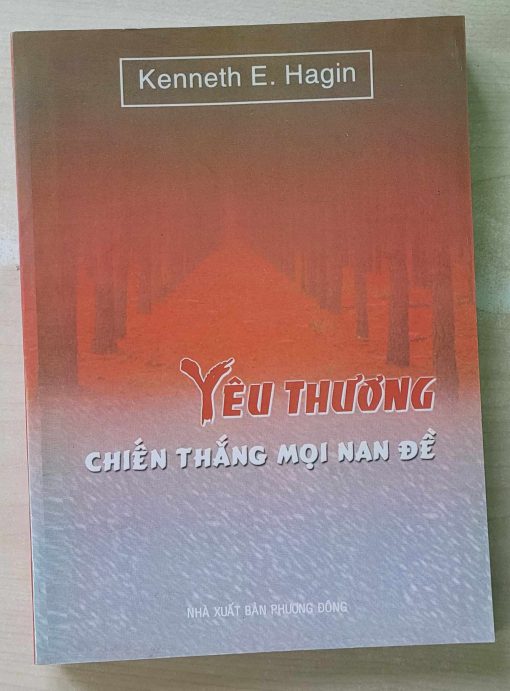 Kenneth E. Hagin
YÊU THƯƠNG
CHIẾN THẮNG MỌI NAN ĐỀ
NHÀ XUẤT BẢN PHƯƠNG ĐÔNG